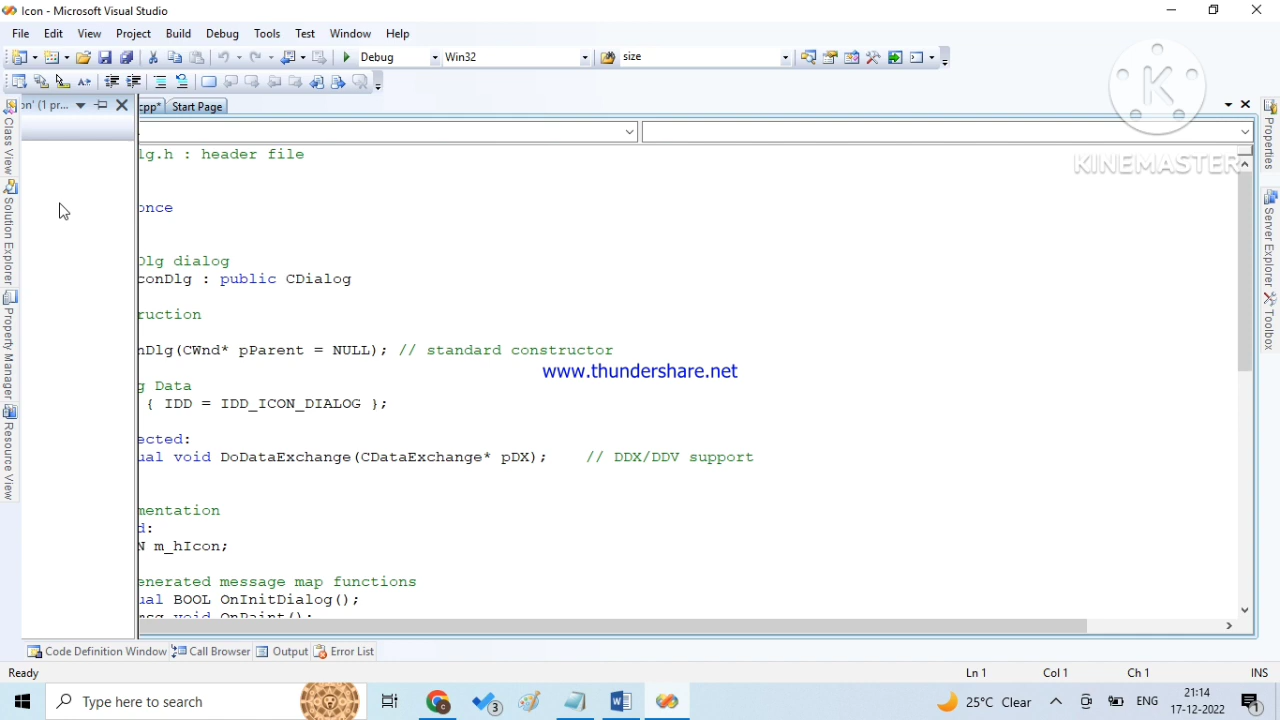 Icon - Microsoft Visual Studio
File Edit View Project Build Debug Tools Test Window Help
Debug Win32 size
on' (1 pr... cpp* Start Page
lg.h : header file
once
Dlg dialog
conDlg : public CDialog
ruction
nDlg(CWnd* pParent = NULL); // standard constructor
g Data
{ IDD = IDD_ICON_DIALOG };
ected:
ual void DoDataExchange(CDataExchange* pDX); // DDX/DDV support
mentation
d:
N m_hIcon;
enerated message map functions
ual BOOL OnInitDialog();
msg void OnPaint();
www.thundershare.net
K
KINEMASTER
Class View
Solution Explorer
Property Manager
Resource View
Properties
Server Explorer
Toolbox
Code Definition Window Call Browser Output Error List
Ready Ln 1 Col 1 Ch 1 INS
Type here to search 3 25°C Clear ENG 21:14
17-12-2022 1